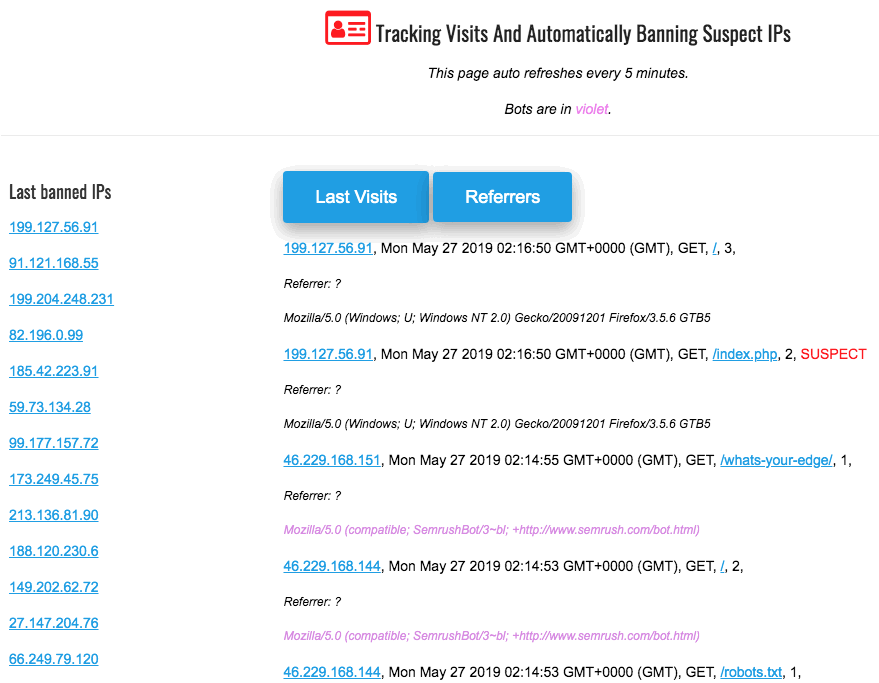 Tracking Visits And Automatically Banning Suspect IPs
This page auto refreshes every 5 minutes.
Bots are in violet.
Last banned IPs
199.127.56.91
91.121.168.55
199.204.248.231
82.196.0.99
185.42.223.91
59.73.134.28
99.177.157.72
173.249.45.75
213.136.81.90
188.120.230.6
149.202.62.72
27.147.204.76
66.249.79.120
Last Visits
Referrers
199.127.56.91, Mon May 27 2019 02:16:50 GMT+0000 (GMT), GET, /, 3,
Referrer: ?
Mozilla/5.0 (Windows; U; Windows NT 2.0) Gecko/20091201 Firefox/3.5.6 GTB5
199.127.56.91, Mon May 27 2019 02:16:50 GMT+0000 (GMT), GET, /index.php, 2, SUSPECT
Referrer: ?
Mozilla/5.0 (Windows; U; Windows NT 2.0) Gecko/20091201 Firefox/3.5.6 GTB5
46.229.168.151, Mon May 27 2019 02:14:55 GMT+0000 (GMT), GET, /whats-your-edge/, 1,
Referrer: ?
Mozilla/5.0 (compatible; SemrushBot/3~bl; +http://www.semrush.com/bot.html)
46.229.168.144, Mon May 27 2019 02:14:53 GMT+0000 (GMT), GET, /, 2,
Referrer: ?
Mozilla/5.0 (compatible; SemrushBot/3~bl; +http://www.semrush.com/bot.html)
46.229.168.144, Mon May 27 2019 02:14:53 GMT+0000 (GMT), GET, /robots.txt, 1,